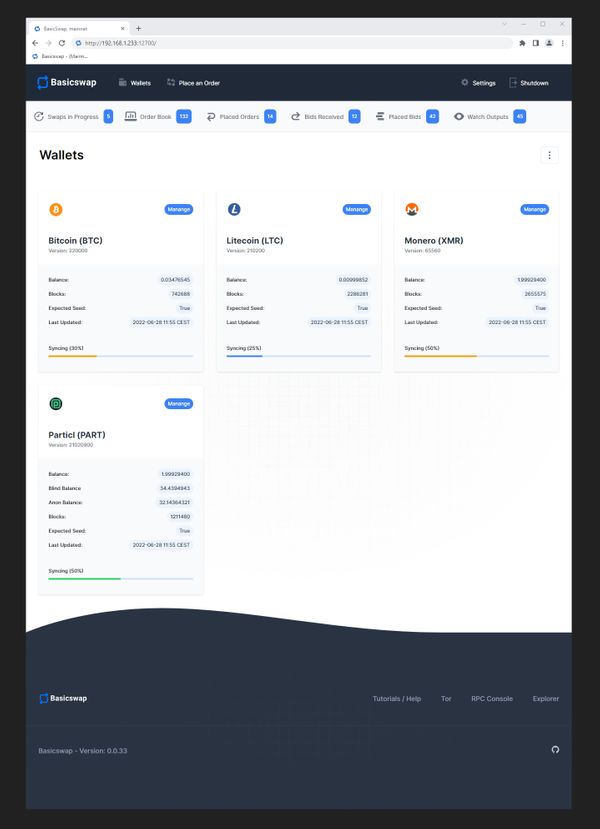 BasicSwap, mainnet
http://192.168.1.233:12700/
Basicswap - (Mainn...
Basicswap
Wallets
Place an Order
Settings
Shutdown
Swaps in Progress 5
Order Book 132
Placed Orders 14
Bids Received 12
Placed Bids 42
Watch Outputs 45
Wallets
Manange
Bitcoin (BTC)
Version: 220000
Balance: 0.03476545
Blocks: 742688
Expected Seed: True
Last Updated: 2022-06-28 11:55 CEST
Syncing (30%)
Manange
Litecoin (LTC)
Version: 210200
Balance: 0.00999852
Blocks: 2286281
Expected Seed: True
Last Updated: 2022-06-28 11:55 CEST
Syncing (25%)
Manange
Monero (XMR)
Version: 65560
Balance: 1.99929400
Blocks: 2655575
Expected Seed: True
Last Updated: 2022-06-28 11:55 CEST
Syncing (50%)
Manange
Particl (PART)
Version: 21020800
Balance: 1.99929400
Blind Balance 34.4394943
Anon Balance: 32.14364321
Blocks: 1211480
Expected Seed: True
Last Updated: 2022-06-28 11:55 CEST
Syncing (50%)
Basicswap
Tutorials / Help
Tor
RPC Console
Explorer
Basicswap - Version: 0.0.33